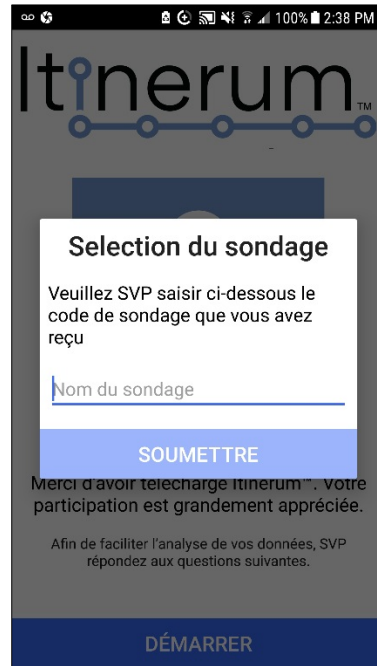 100% 2:38 PM
Itinerum™
Selection du sondage
Veuillez SVP saisir ci-dessous le
code de sondage que vous avez
reçu
Nom du sondage
SOUMETTRE
Merci d'avoir téléchargé Itinerum™. Votre
participation est grandement appréciée.
Afin de faciliter l'analyse de vos données, SVP
répondez aux questions suivantes.
DÉMARRER